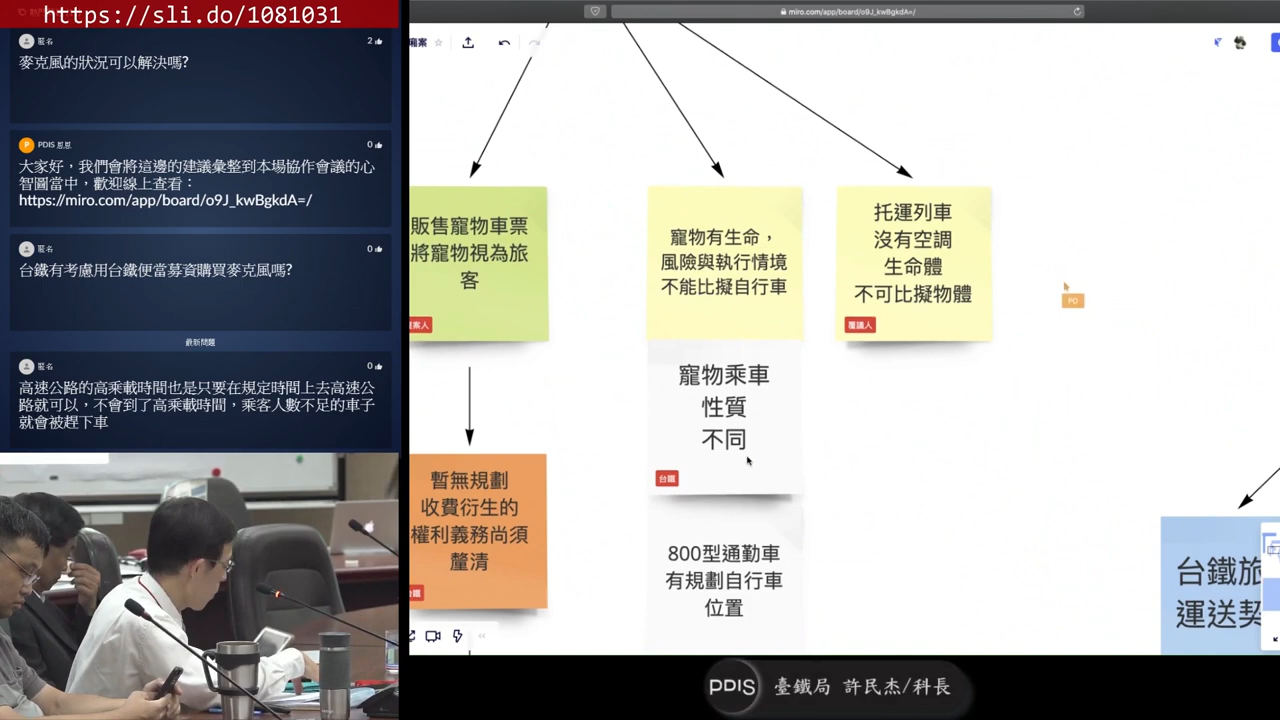 https://sli.do/1081031
匿名
2
麥克風的狀況可以解決嗎?
P
PDIS 恩恩
0
大家好，我們會將這邊的建議彙整到本場協作會議的心
智圖當中，歡迎線上查看：
https://miro.com/app/board/o9J_kwBgkdA=/
匿名
0
台鐵有考慮用台鐵便當募資購買麥克風嗎?
最新問題
匿名
0
高速公路的高乘載時間也是只要在規定時間上去高速公
路就可以，不會到了高乘載時間，乘客人數不足的車子
就會被趕下車
miro.com/app/board/o9J_kwBgkdA=/
廂案
販售寵物車票
將寵物視為旅
客
案人
暫無規劃
收費衍生的
權利義務尚須
釐清
鐵
寵物有生命，
風險與執行情境
不能比擬自行車
寵物乘車
性質
不同
台鐵
800型通勤車
有規劃自行車
位置
托運列車
沒有空調
生命體
不可比擬物體
覆議人
PO
台鐵旅
運送契
PDIS
臺鐵局 許民杰/科長